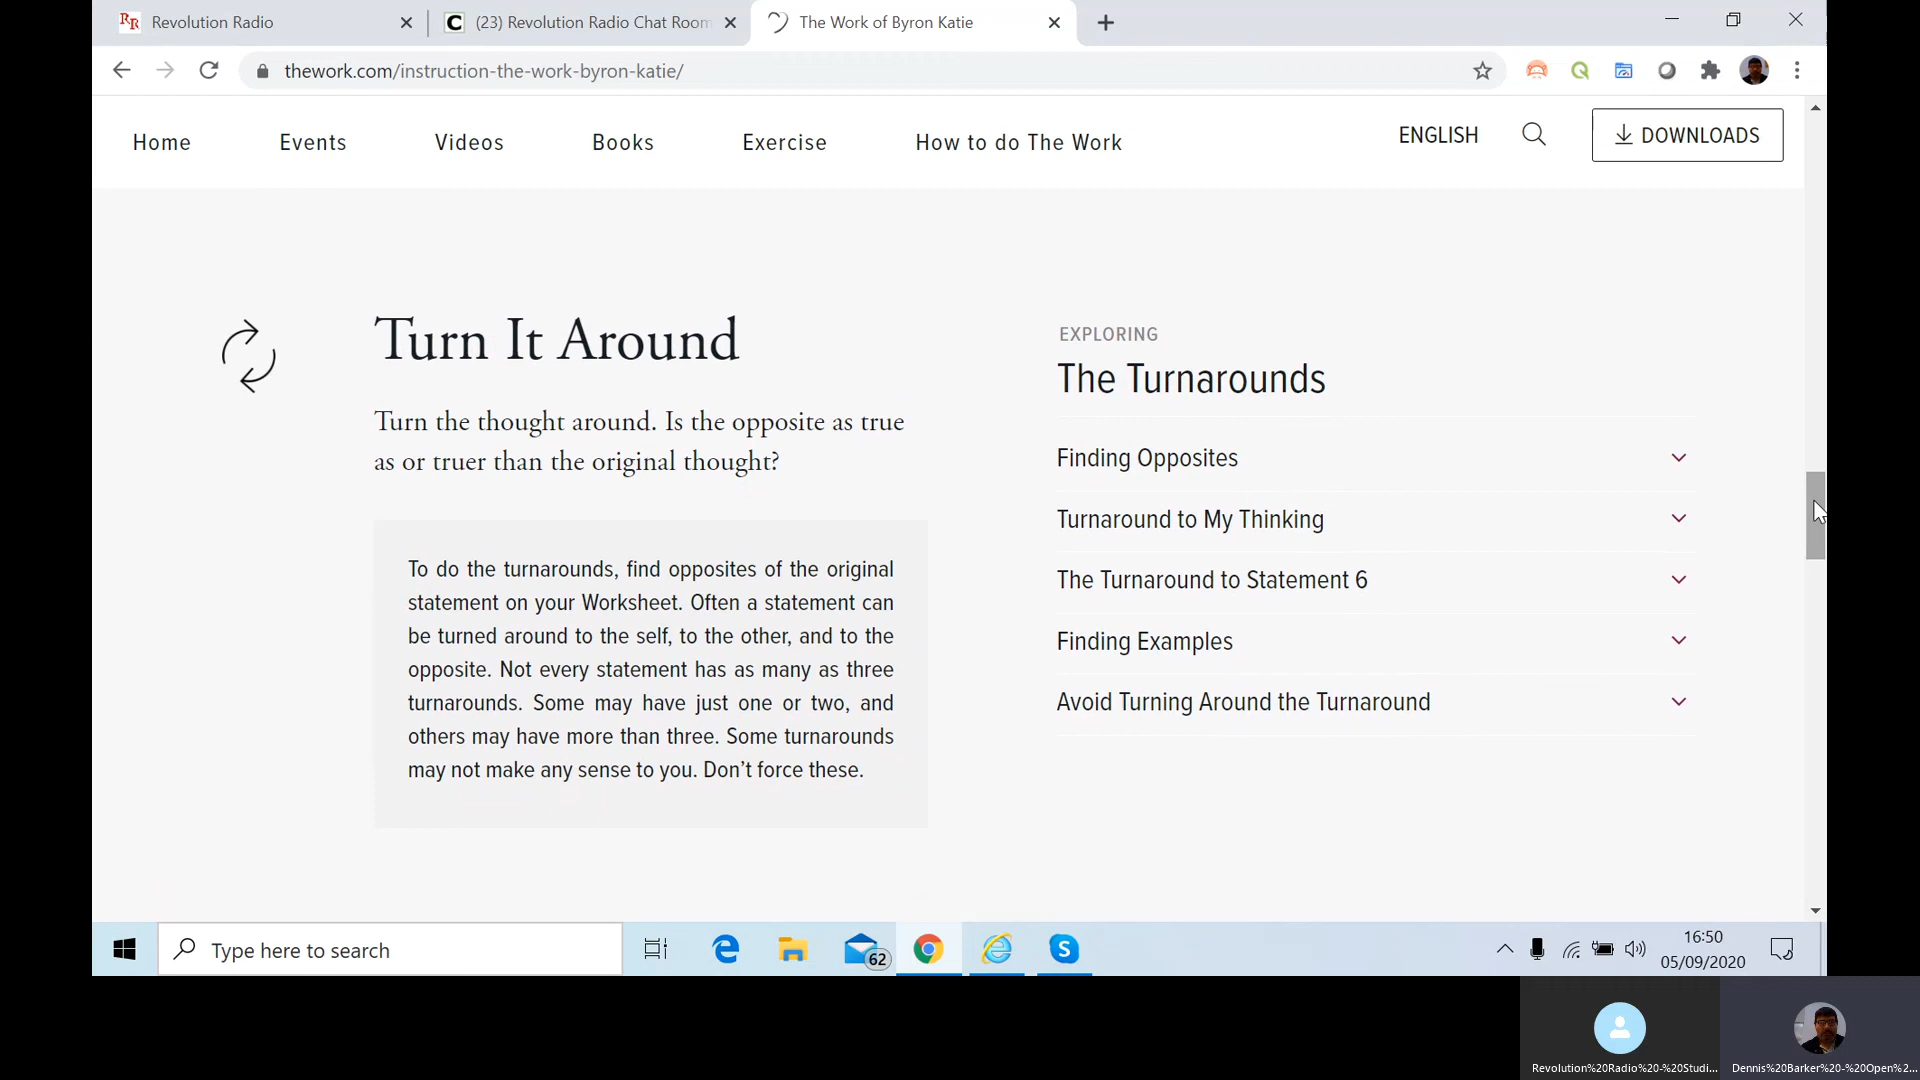 RR Revolution Radio
C (23) Revolution Radio Chat Room
The Work of Byron Katie
thework.com/instruction-the-work-byron-katie/
Home Events Videos Books Exercise How to do The Work
ENGLISH
DOWNLOADS
Turn It Around
Turn the thought around. Is the opposite as true
as or truer than the original thought?
To do the turnarounds, find opposites of the original
statement on your Worksheet. Often a statement can
be turned around to the self, to the other, and to the
opposite. Not every statement has as many as three
turnarounds. Some may have just one or two, and
others may have more than three. Some turnarounds
may not make any sense to you. Don’t force these.
EXPLORING
The Turnarounds
Finding Opposites
Turnaround to My Thinking
The Turnaround to Statement 6
Finding Examples
Avoid Turning Around the Turnaround
Type here to search
62
S
16:50
05/09/2020
Revolution%20Radio%20-%20Studi...
Dennis%20Barker%20-%20Open%2...